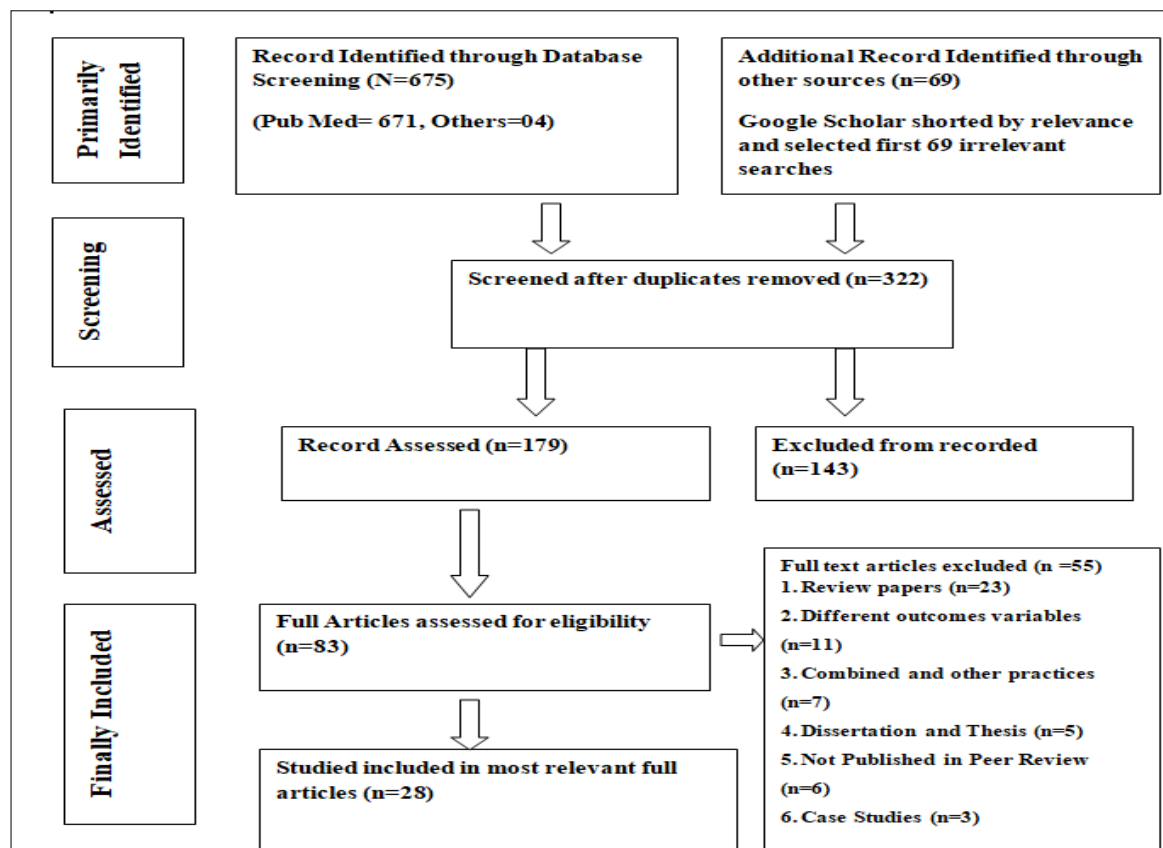 Primarily
Identified
Record Identified through Database
Screening (N=675)
(Pub Med= 671, Others=04)
Additional Record Identified through
other sources (n=69)
Google Scholar shorted by relevance
and selected first 69 irrelevant
searches
Screening
Screened after duplicates removed (n=322)
Assessed
Record Assessed (n=179)
Excluded from recorded
(n=143)
Finally Included
Full Articles assessed for eligibility
(n=83)
Full text articles excluded (n =55)
1. Review papers (n=23)
2. Different outcomes variables
(n=11)
3. Combined and other practices
(n=7)
4. Dissertation and Thesis (n=5)
5. Not Published in Peer Review
(n=6)
6. Case Studies (n=3)
Studied included in most relevant full
articles (n=28)